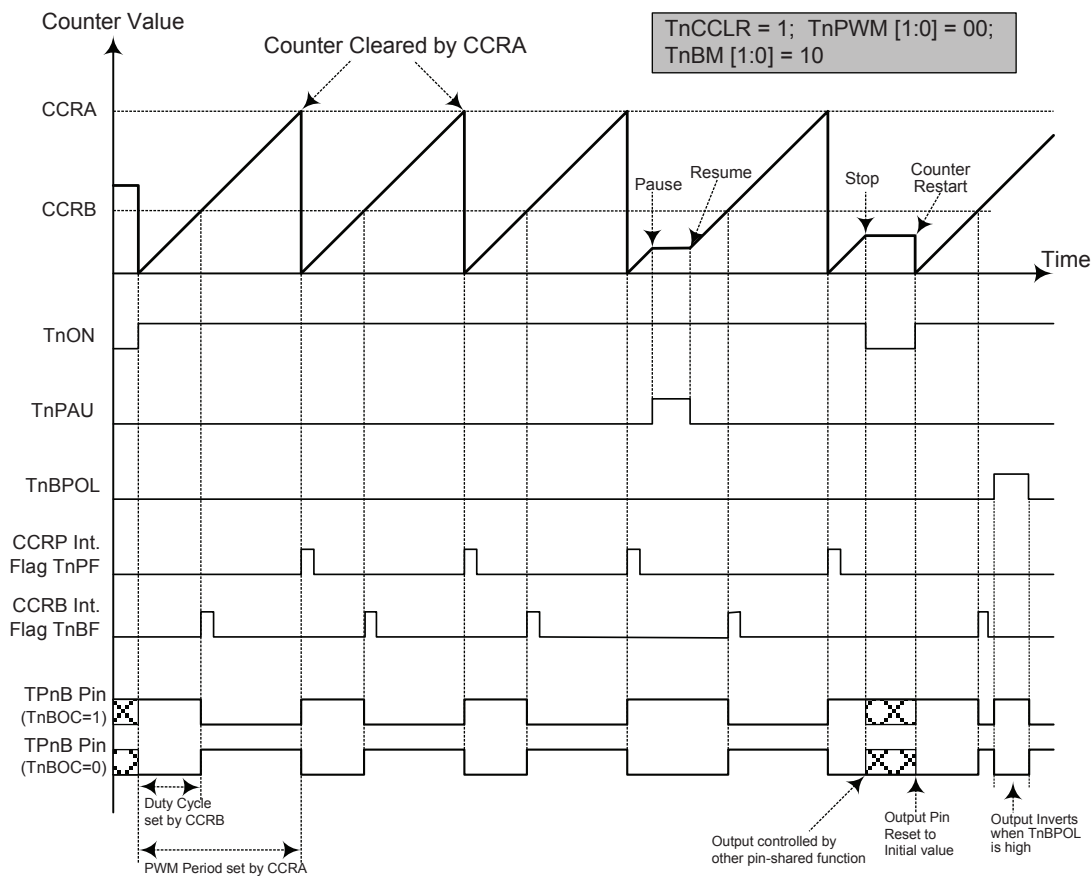 Counter Value
Counter Cleared by CCRA
TnCCLR = 1; TnPWM [1:0] = 00;
TnBM [1:0] = 10
CCRA
CCRB
Pause
Resume
Stop
Counter
Restart
Time
TnON
TnPAU
TnBPOL
CCRP Int.
Flag TnPF
CCRB Int.
Flag TnBF
TPnB Pin
(TnBOC=1)
TPnB Pin
(TnBOC=0)
Duty Cycle
set by CCRB
PWM Period set by CCRA
Output controlled by
other pin-shared function
Output Pin
Reset to
Initial value
Output Inverts
when TnBPOL
is high